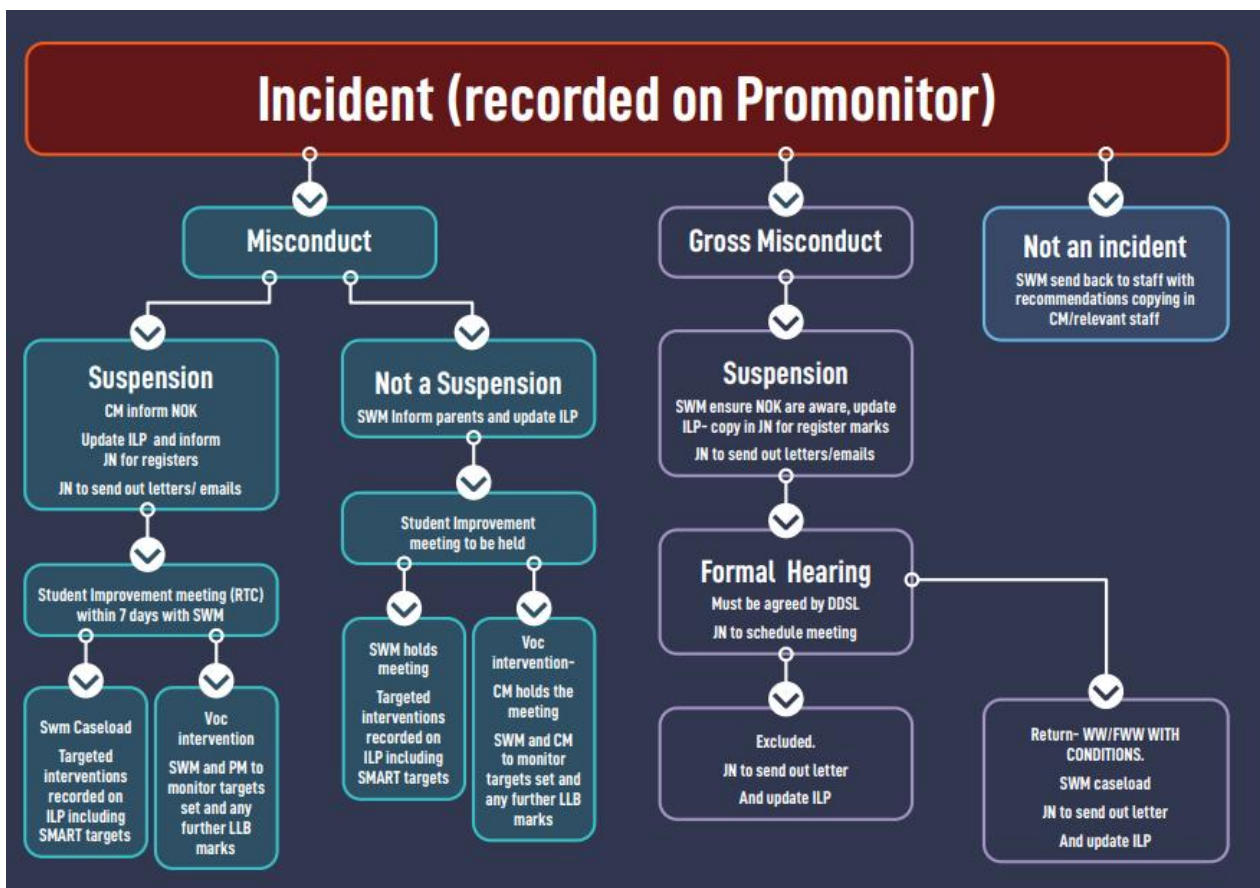 Incident (recorded on Promonitor)
Misconduct
Gross Misconduct
Not an incident
SWM send back to staff with
recommendations copying in
CM/relevant staff
Suspension
CM inform NOK
Update ILP and inform
JN for registers
JN to send out letters/ emails
Not a Suspension
SWM Inform parents and update ILP
Suspension
SWM ensure NOK are aware, update
ILP- copy in JN for register marks
JN to send out letters/emails
Student Improvement meeting (RTC)
within 7 days with SWM
Student Improvement
meeting to be held
Formal Hearing
Must be agreed by DDSL
JN to schedule meeting
Swm Caseload
Targeted
interventions
recorded on
ILP including
SMART targets
Voc
intervention
SWM and PM to
monitor targets
set and any
further LLB
marks
SWM holds
meeting
Targeted
interventions
recorded on
ILP including
SMART targets
Voc
intervention-
CM holds the
meeting
SWM and CM
to monitor
targets set and
any further LLB
marks
Excluded.
JN to send out letter
And update ILP
Return- WW/FWW WITH
CONDITIONS.
SWM caseload
JN to send out letter
And update ILP